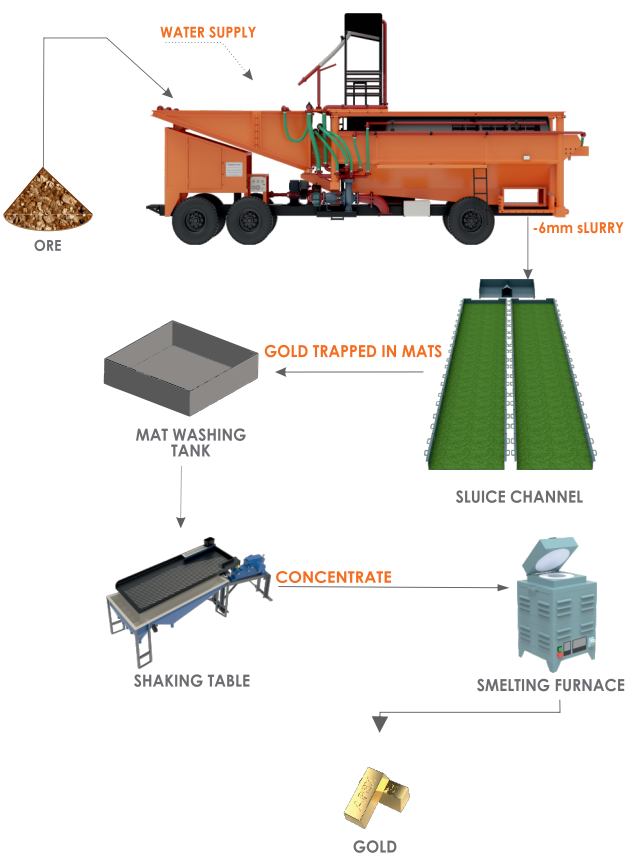 WATER SUPPLY
ORE
-6mm sLURRY
GOLD TRAPPED IN MATS
MAT WASHING
TANK
SLUICE CHANNEL
CONCENTRATE
SHAKING TABLE
SMELTING FURNACE
GOLD